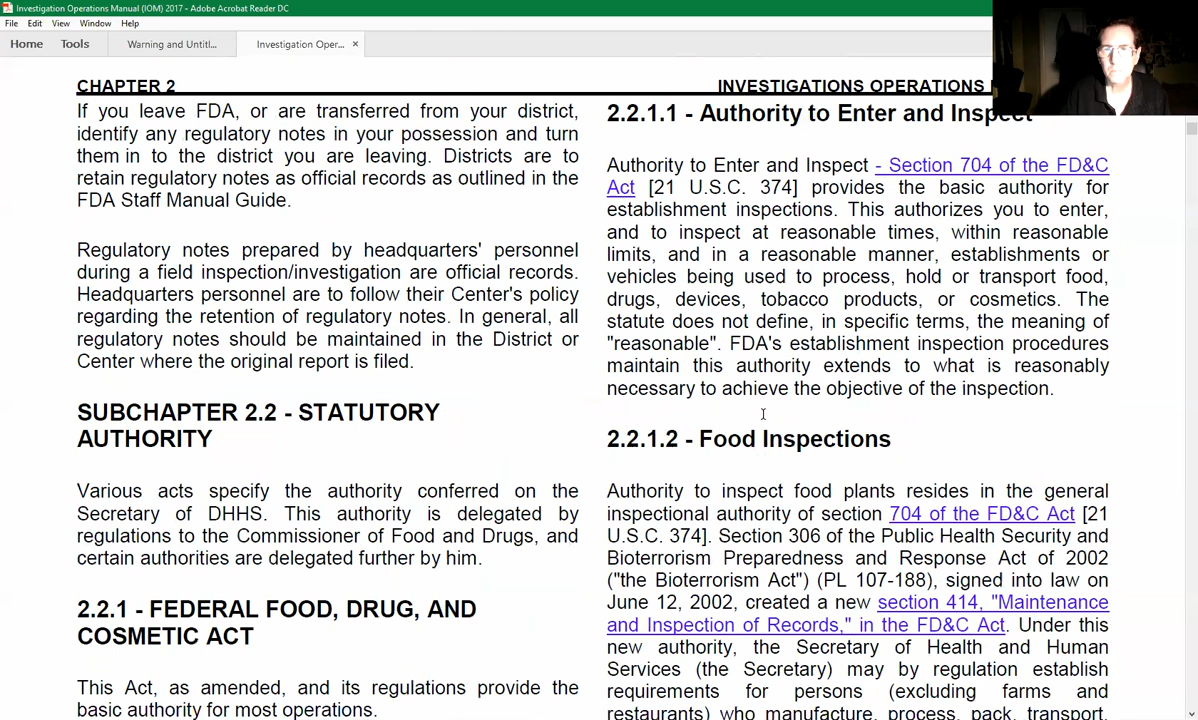 Investigation Operations Manual (IOM) 2017 - Adobe Acrobat Reader DC
File Edit View Window Help
Home Tools Warning and Untitl... Investigation Oper... ×
CHAPTER 2
If you leave FDA, or are transferred from your district,
identify any regulatory notes in your possession and turn
them in to the district you are leaving. Districts are to
retain regulatory notes as official records as outlined in the
FDA Staff Manual Guide.
Regulatory notes prepared by headquarters' personnel
during a field inspection/investigation are official records.
Headquarters personnel are to follow their Center's policy
regarding the retention of regulatory notes. In general, all
regulatory notes should be maintained in the District or
Center where the original report is filed.
SUBCHAPTER 2.2 - STATUTORY
AUTHORITY
Various acts specify the authority conferred on the
Secretary of DHHS. This authority is delegated by
regulations to the Commissioner of Food and Drugs, and
certain authorities are delegated further by him.
2.2.1 - FEDERAL FOOD, DRUG, AND
COSMETIC ACT
This Act, as amended, and its regulations provide the
basic authority for most operations.
INVESTIGATIONS OPERATIONS
2.2.1.1 - Authority to Enter and Inspect
Authority to Enter and Inspect - Section 704 of the FD&C
Act [21 U.S.C. 374] provides the basic authority for
establishment inspections. This authorizes you to enter,
and to inspect at reasonable times, within reasonable
limits, and in a reasonable manner, establishments or
vehicles being used to process, hold or transport food,
drugs, devices, tobacco products, or cosmetics. The
statute does not define, in specific terms, the meaning of
"reasonable". FDA's establishment inspection procedures
maintain this authority extends to what is reasonably
necessary to achieve the objective of the inspection.
2.2.1.2 - Food Inspections
Authority to inspect food plants resides in the general
inspectional authority of section 704 of the FD&C Act [21
U.S.C. 374]. Section 306 of the Public Health Security and
Bioterrorism Preparedness and Response Act of 2002
("the Bioterrorism Act") (PL 107-188), signed into law on
June 12, 2002, created a new section 414, "Maintenance
and Inspection of Records," in the FD&C Act. Under this
new authority, the Secretary of Health and Human
Services (the Secretary) may by regulation establish
requirements for persons (excluding farms and
restaurants) who manufacture, process, pack, transport,